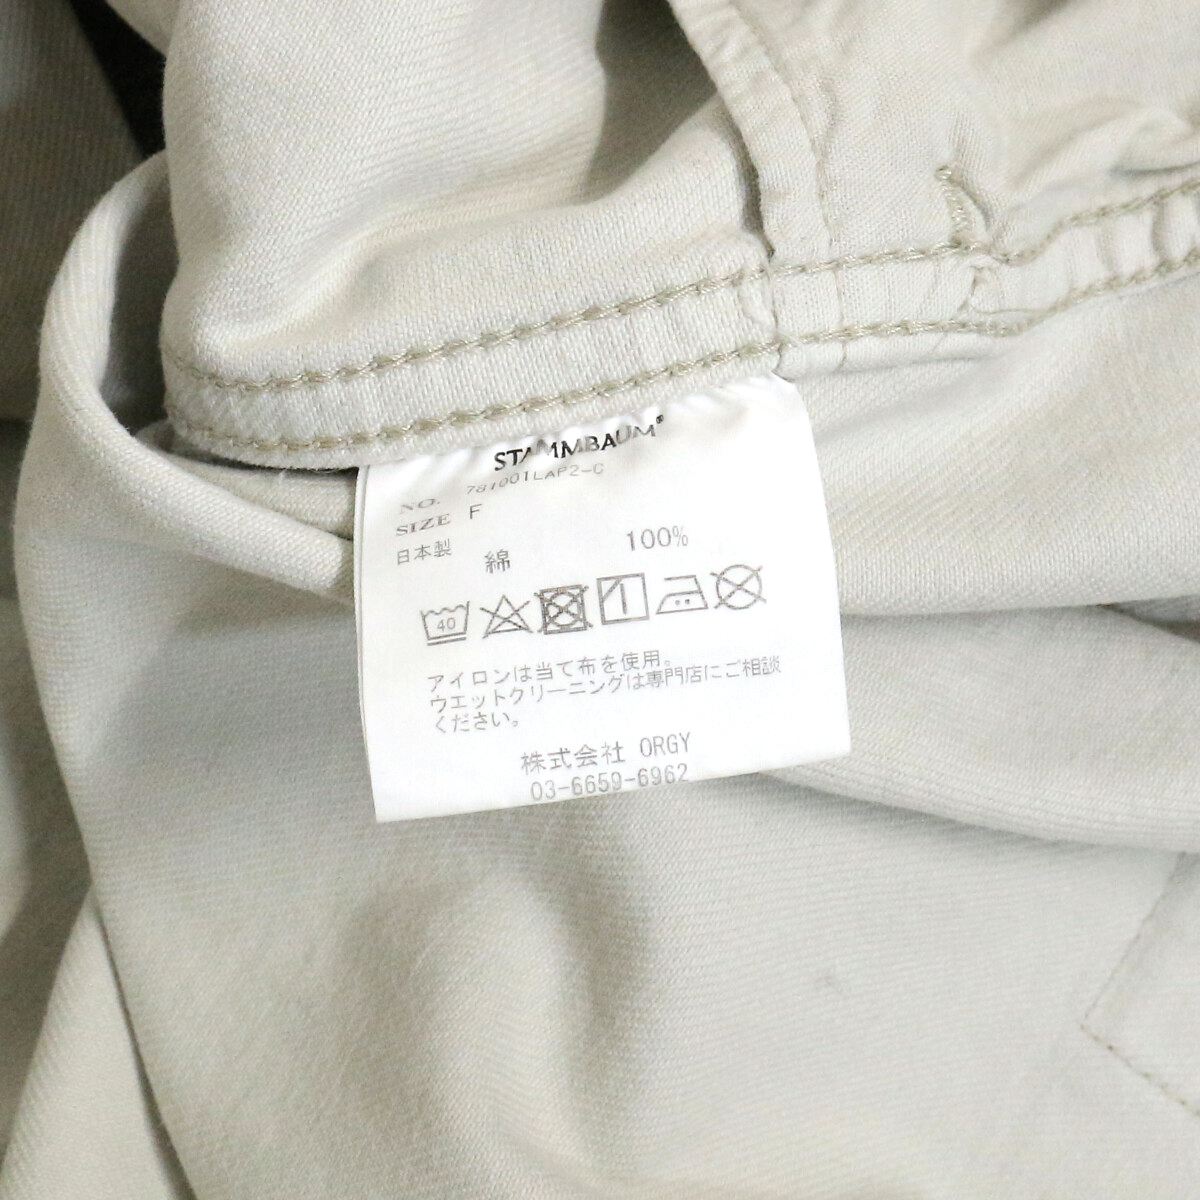 STAMMBAUM®
NO. 781001LAP2-C
SIZE F
日本製
綿 100%
40
アイロンは当て布を使用。
ウエットクリーニングは専門店にご相談
ください。
株式会社 ORGY
03-6659-6962